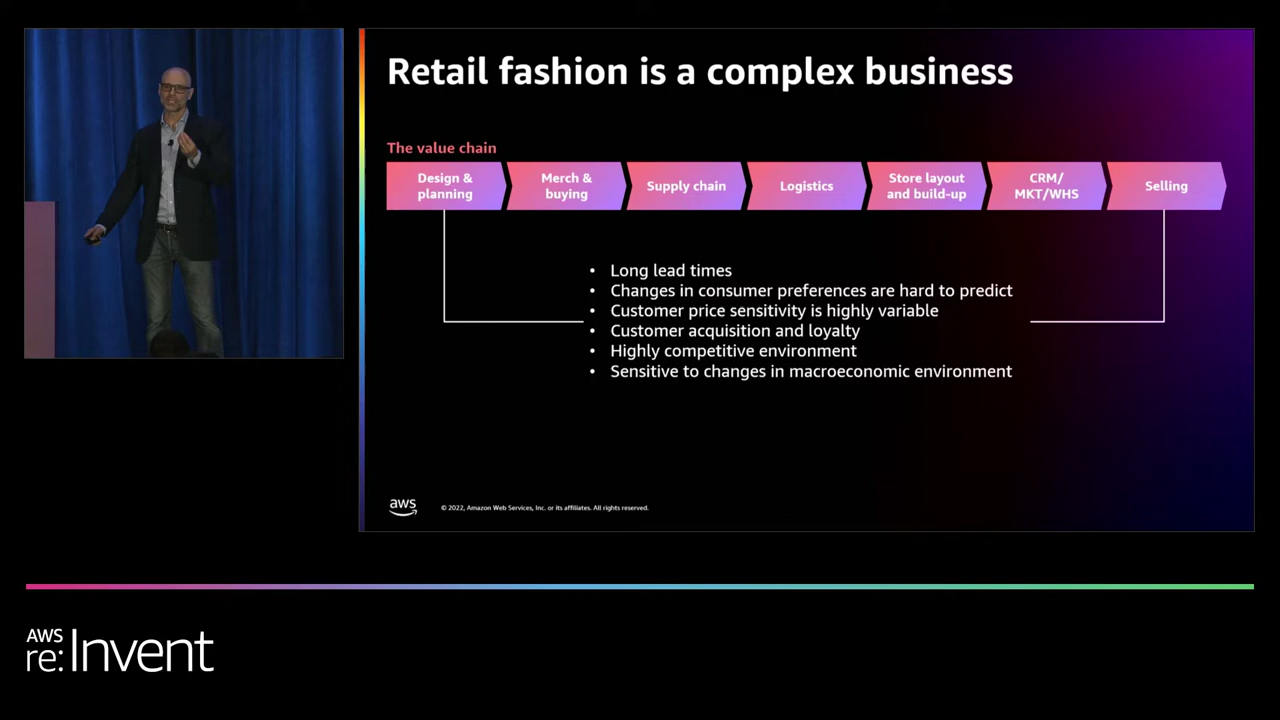 Retail fashion is a complex business
The value chain
Design &
planning
Merch &
buying
Supply chain
Logistics
Store layout
and build-up
CRM/
MKT/WHS
Selling
• Long lead times
• Changes in consumer preferences are hard to predict
• Customer price sensitivity is highly variable
• Customer acquisition and loyalty
• Highly competitive environment
• Sensitive to changes in macroeconomic environment
aws
© 2022, Amazon Web Services, Inc. or its affiliates. All rights reserved.
AWS
re:Invent